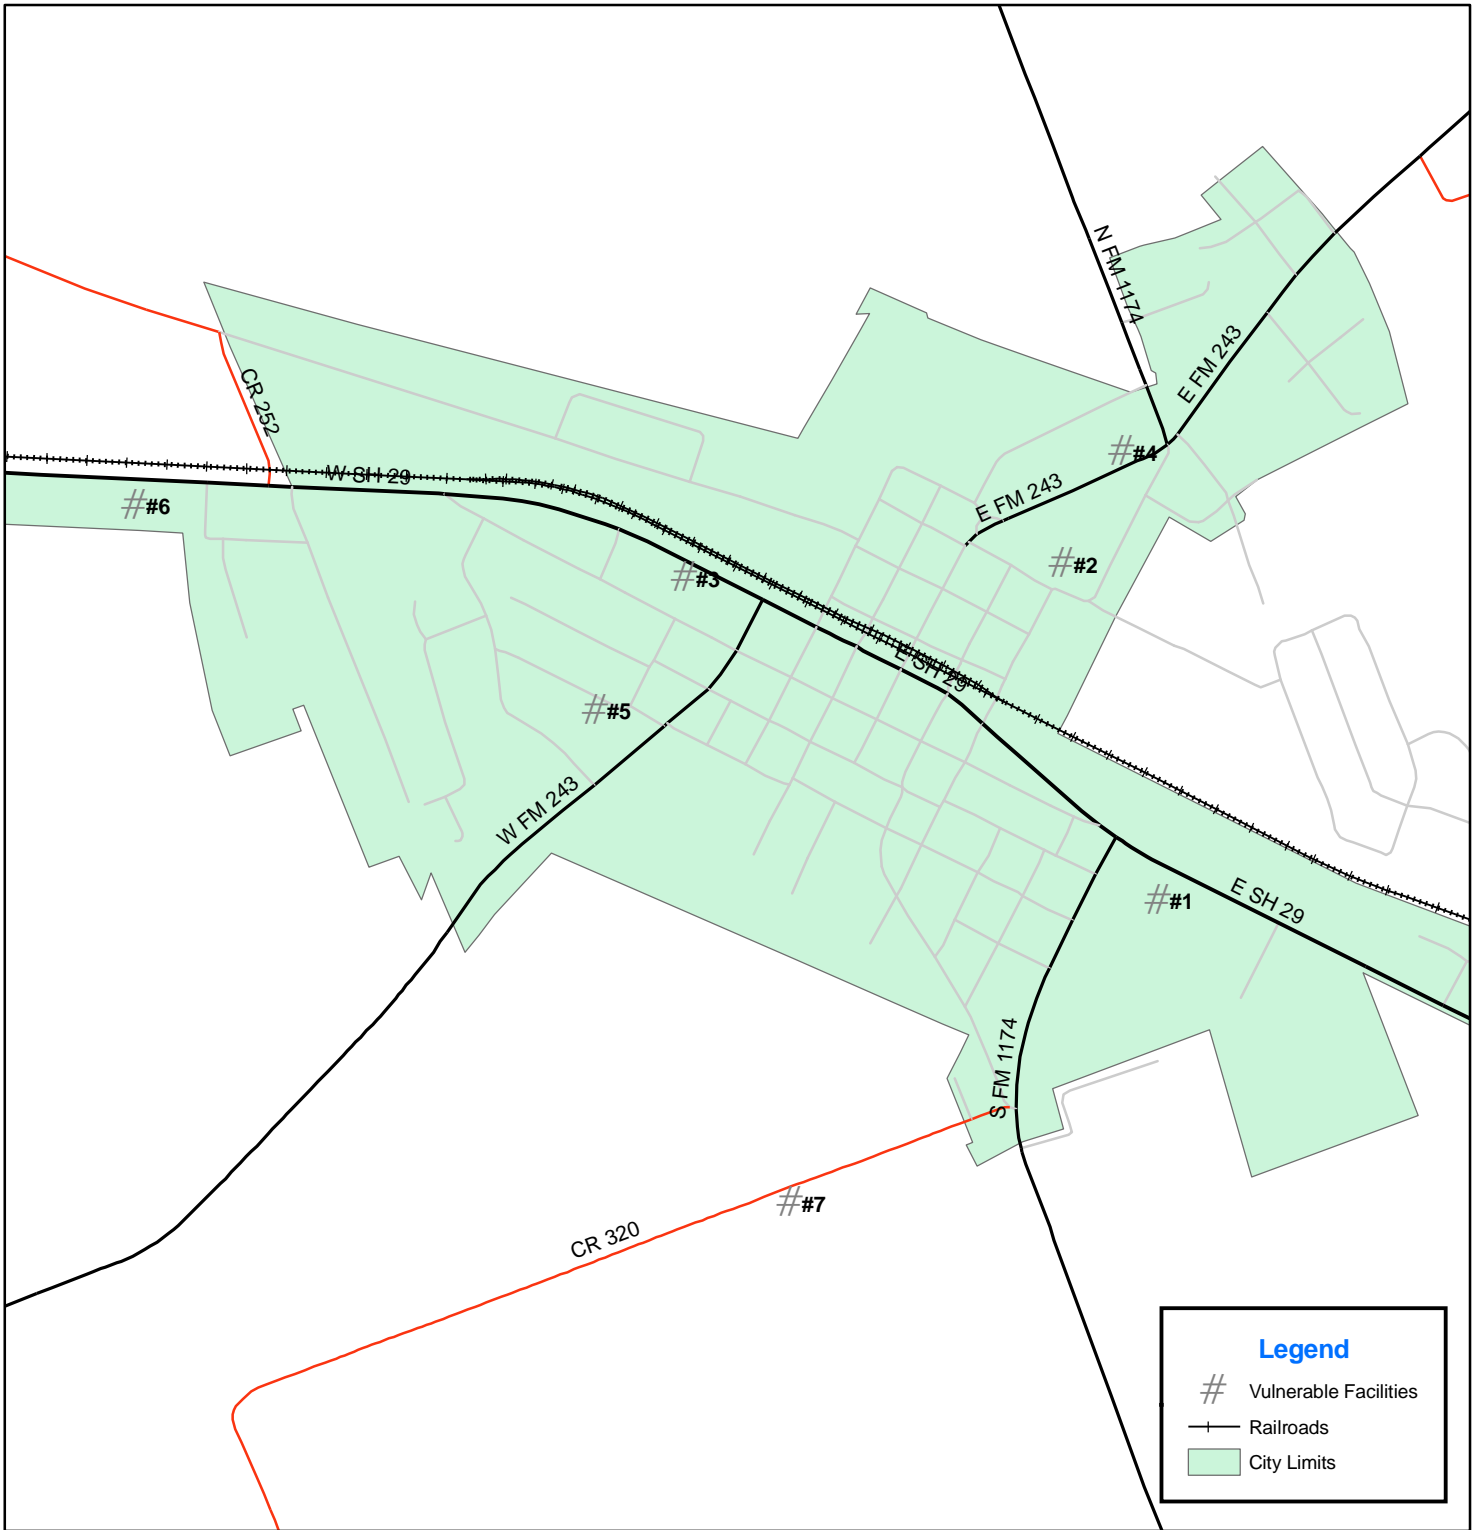 N FM 1174
E FM 243
CR 252
#4
W SH 29
E FM 243
#6
#2
#3
E SH 29
#5
W FM 243
#1
E SH 29
S FM 1174
#7
CR 320
Legend
Vulnerable Facilities
Railroads
City Limits